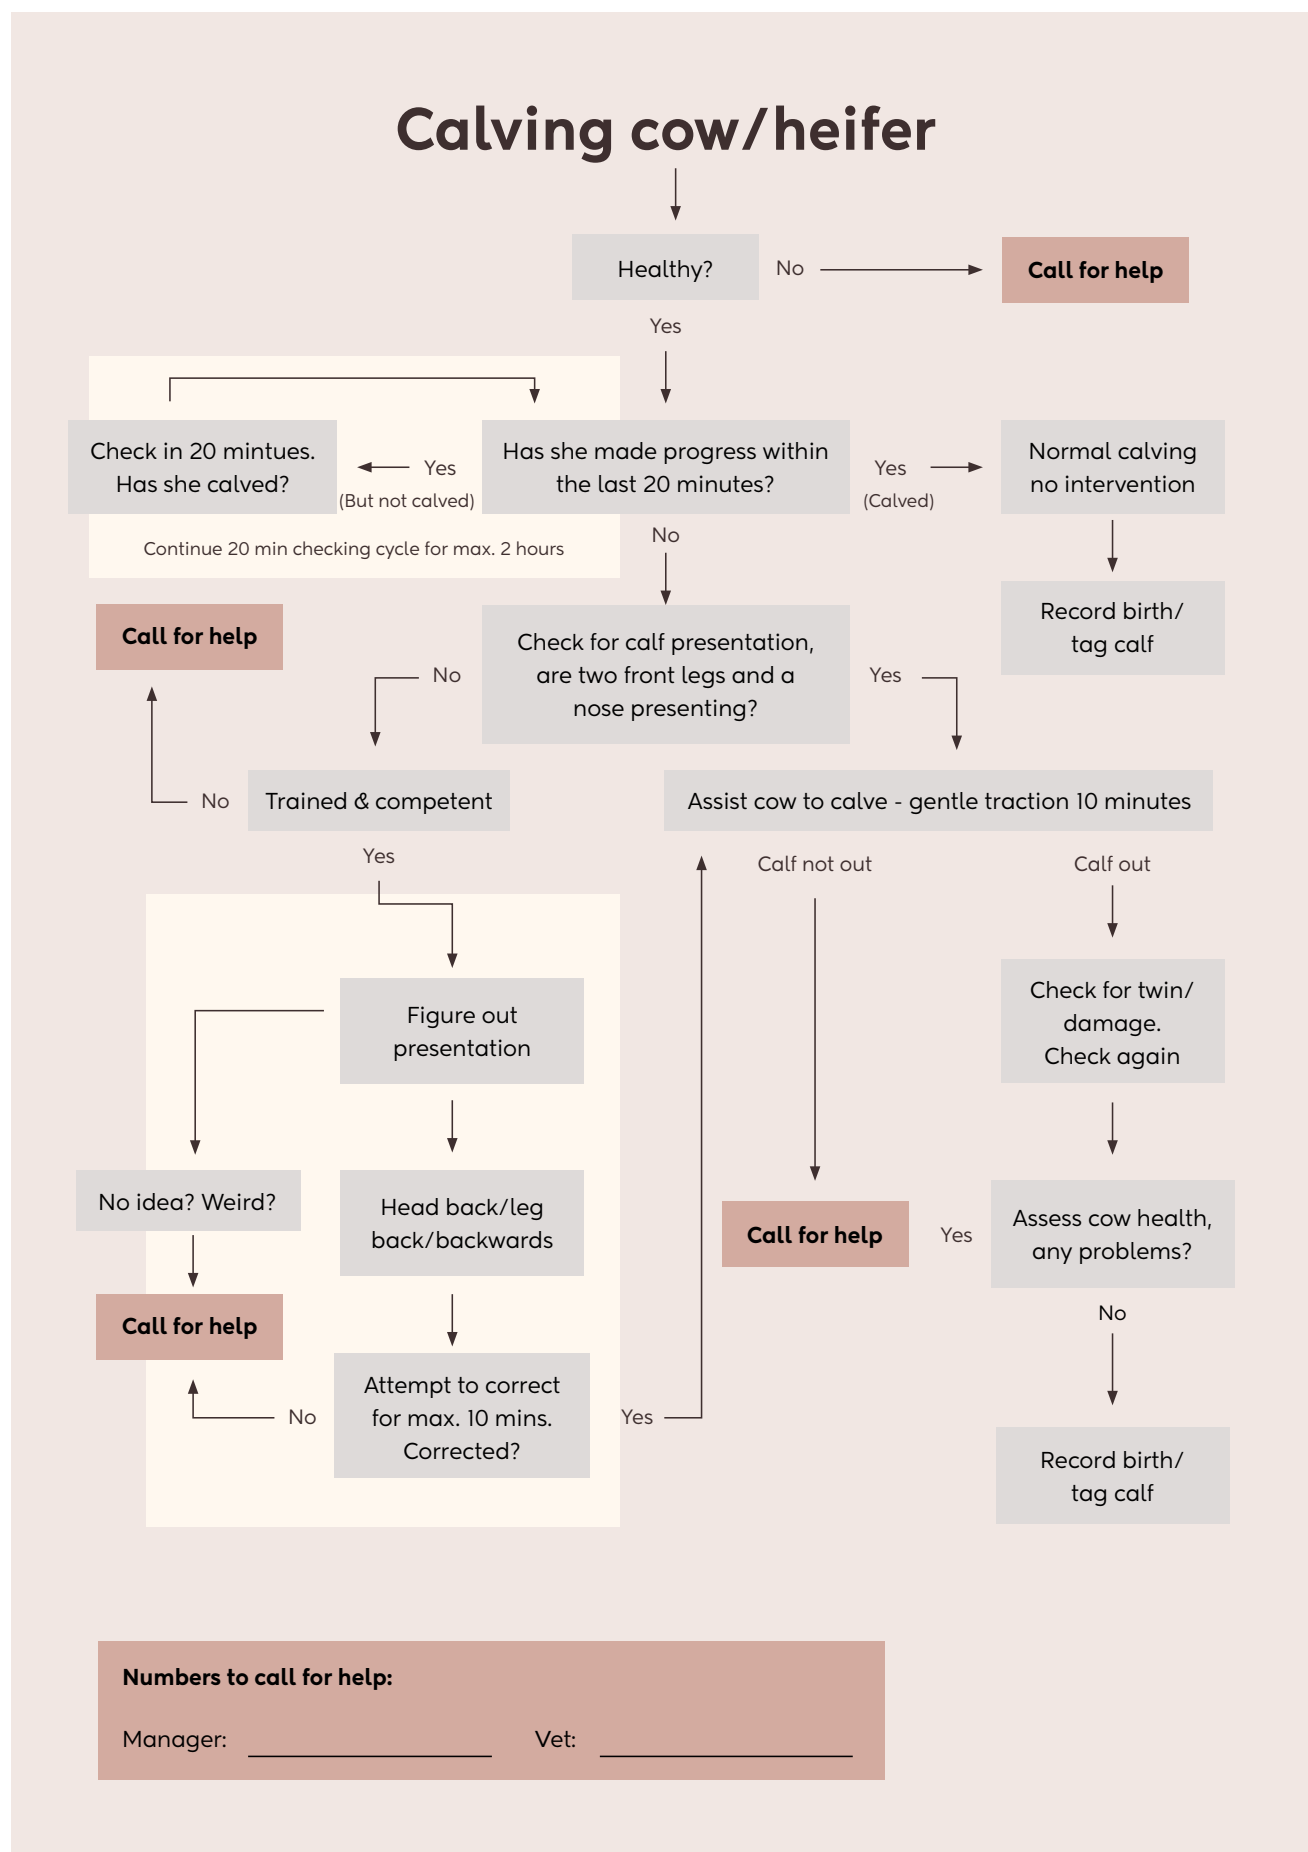 Calving cow/heifer
Healthy?
No
Call for help
Yes
Check in 20 mintues.
Has she calved?
Yes
(But not calved)
Has she made progress within
the last 20 minutes?
Yes
(Calved)
Normal calving
no intervention
Continue 20 min checking cycle for max. 2 hours
No
Record birth/
tag calf
Call for help
No
Check for calf presentation,
are two front legs and a
nose presenting?
Yes
No
Trained & competent
Assist cow to calve - gentle traction 10 minutes
Yes
Calf not out
Calf out
Figure out
presentation
Check for twin/
damage.
Check again
No idea? Weird?
Head back/leg
back/backwards
Call for help
Yes
Assess cow health,
any problems?
Call for help
No
No
Attempt to correct
for max. 10 mins.
Corrected?
Yes
Record birth/
tag calf
Numbers to call for help:
Manager:
Vet: